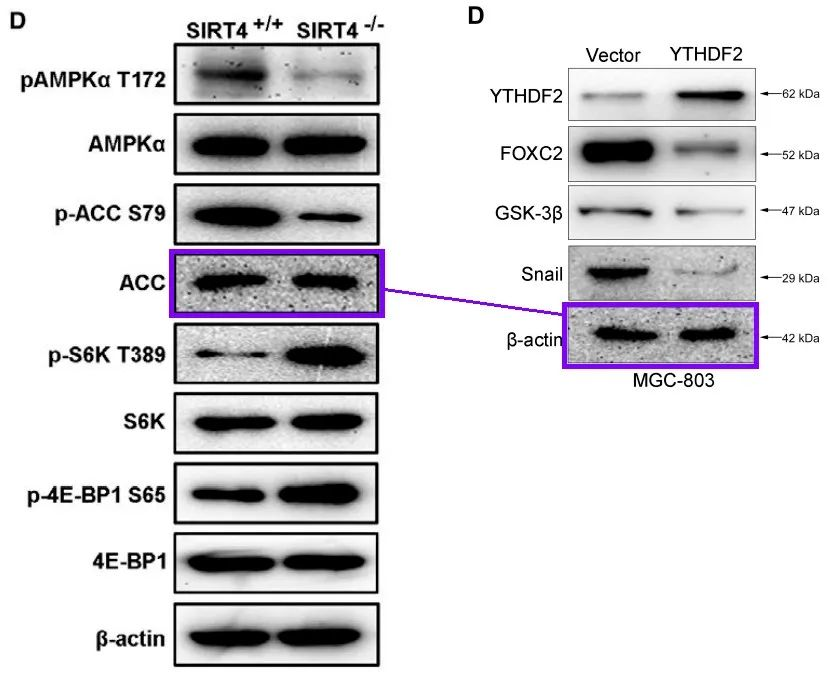 D
SIRT4 +/+ SIRT4 -/-
pAMPKα T172
AMPKα
p-ACC S79
ACC
p-S6K T389
S6K
p-4E-BP1 S65
4E-BP1
β-actin
D
Vector YTHDF2
YTHDF2 62 kDa
FOXC2 52 kDa
GSK-3β 47 kDa
Snail 29 kDa
β-actin 42 kDa
MGC-803